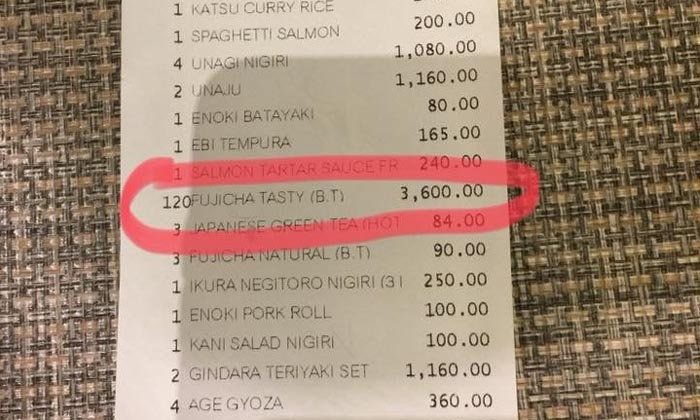 1 KATSU CURRY RICE
1 SPAGHETTI SALMON 200.00
4 UNAGI NIGIRI 1,080.00
2 UNAJU 1,160.00
1 ENOKI BATAYAKI 80.00
1 EBI TEMPURA 165.00
1 SALMON TARTAR SAUCE FR 240.00
120 FUJICHA TASTY (B.T) 3,600.00
3 JAPANESE GREEN TEA (HOT 84.00
3 FUJICHA NATURAL (B.T) 90.00
1 IKURA NEGITORO NIGIRI (3 250.00
1 ENOKI PORK ROLL 100.00
1 KANI SALAD NIGIRI 100.00
2 GINDARA TERIYAKI SET 1,160.00
4 AGE GYOZA 360.00